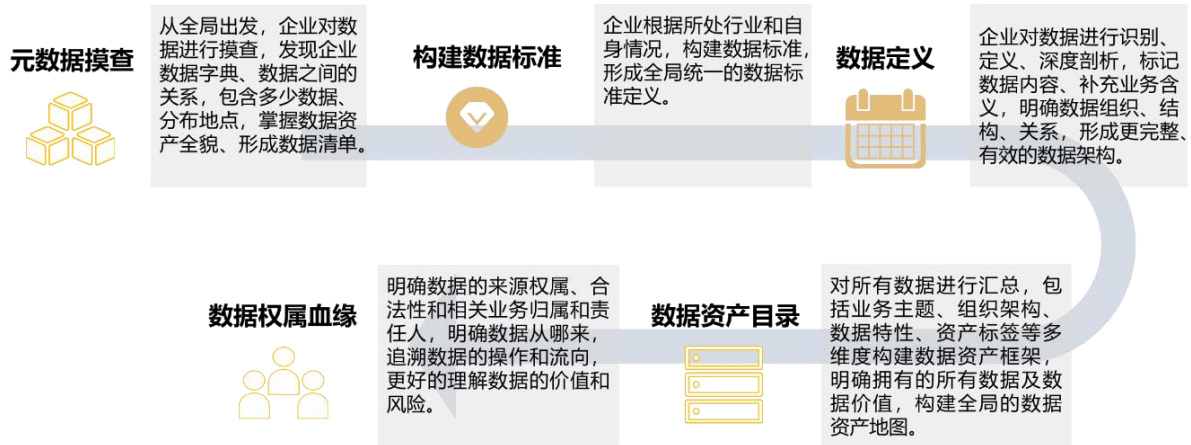 元数据摸查
从全局出发，企业对数
据进行摸查，发现企业
数据字典、数据之间的
关系，包含多少数据、
分布地点，掌握数据资
产全貌、形成数据清单。
构建数据标准
企业根据所处行业和自
身情况，构建数据标准，
形成全局统一的数据标
准定义。
数据定义
企业对数据进行识别、
定义、深度剖析，标记
数据内容、补充业务含
义，明确数据组织、结
构、关系，形成更完整、
有效的数据架构。
数据资产目录
对所有数据进行汇总，包
括业务主题、组织架构、
数据特性、资产标签等多
维度构建数据资产框架，
明确拥有的所有数据及数
据价值，构建全局的数据
资产地图。
数据权属血缘
明确数据的来源权属、合
法性和相关业务归属和责
任人，明确数据从哪来，
追溯数据的操作和流向，
更好的理解数据的价值和
风险。